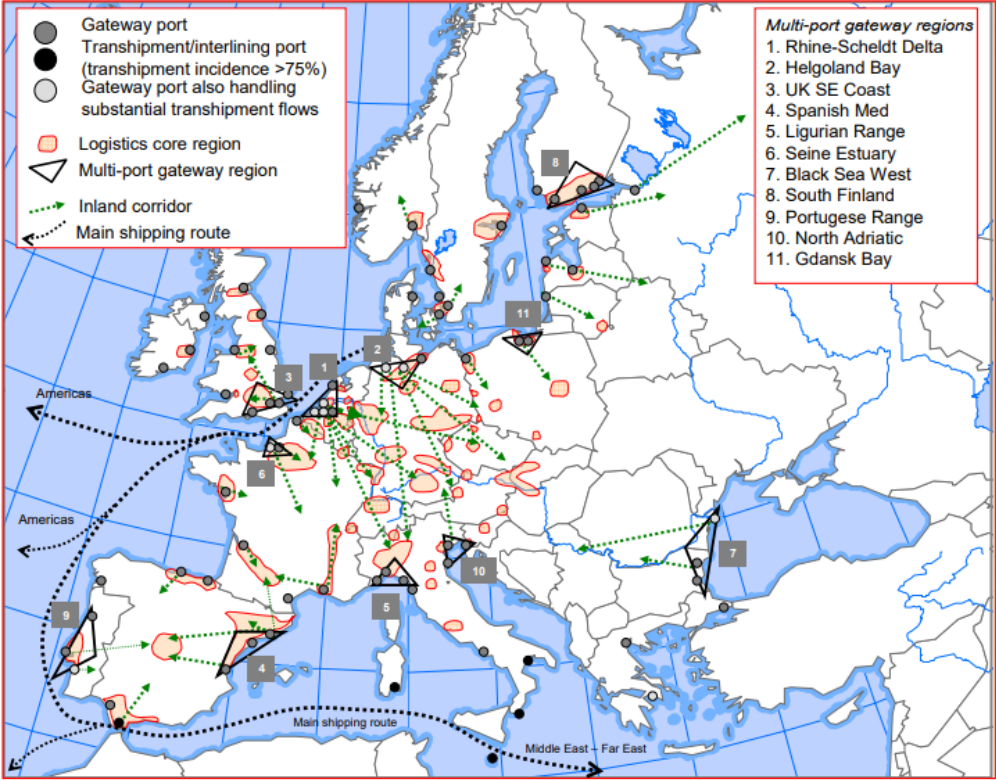 Gateway port
Transhipment/interlining port
(transhipment incidence >75%)
Gateway port also handling
substantial transhipment flows
Logistics core region
Multi-port gateway region
Inland corridor
Main shipping route
Multi-port gateway regions
1. Rhine-Scheldt Delta
2. Helgoland Bay
3. UK SE Coast
4. Spanish Med
5. Ligurian Range
6. Seine Estuary
7. Black Sea West
8. South Finland
9. Portugese Range
10. North Adriatic
11. Gdansk Bay
8
11
2
1
3
Americas
6
Americas
7
10
5
9
4
Main shipping route
Middle East – Far East